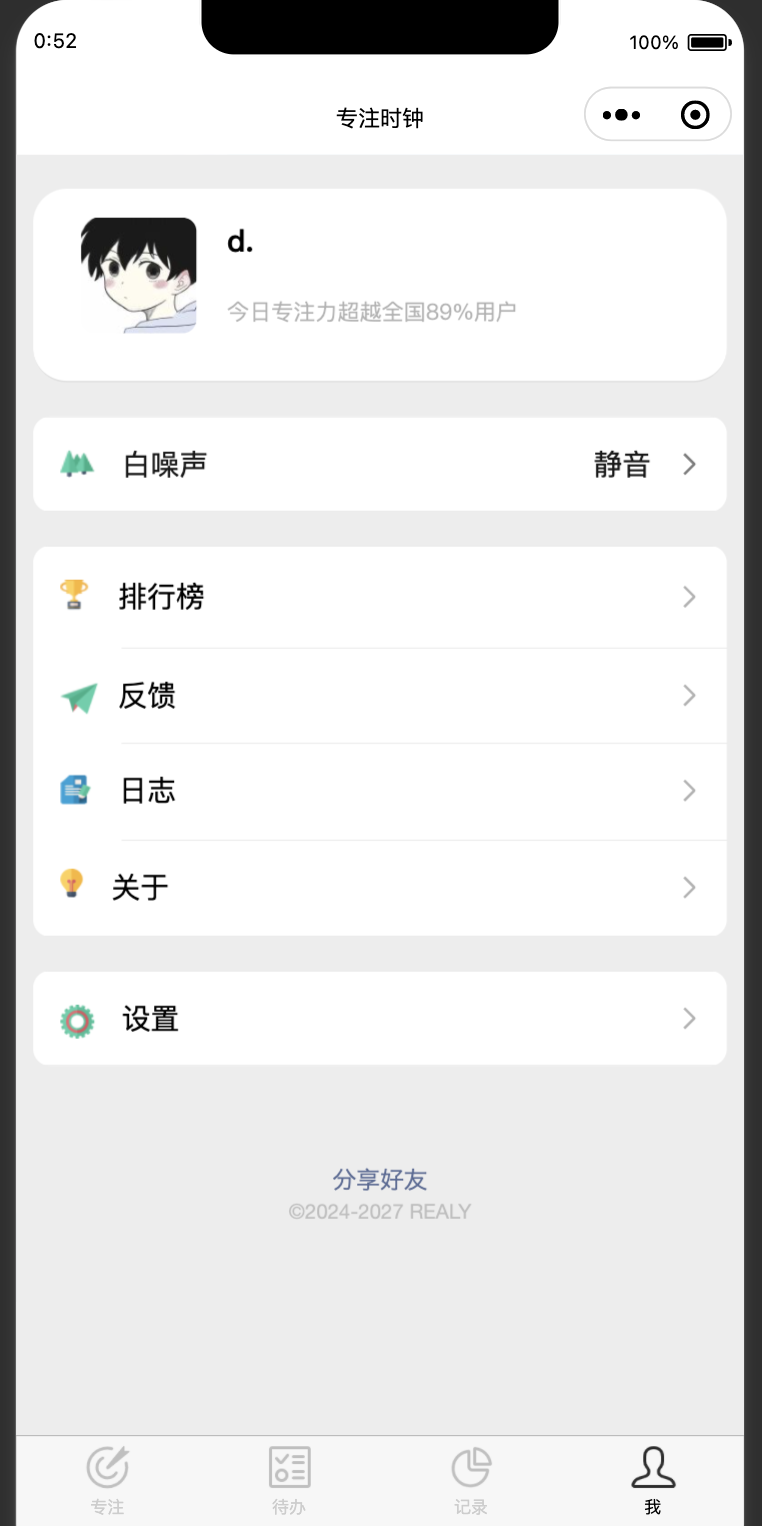 0:52
100%
专注时钟
d.
今日专注力超越全国89%用户
白噪声
静音
排行榜
反馈
日志
关于
设置
分享好友
©2024-2027 REALY
专注
待办
记录
我